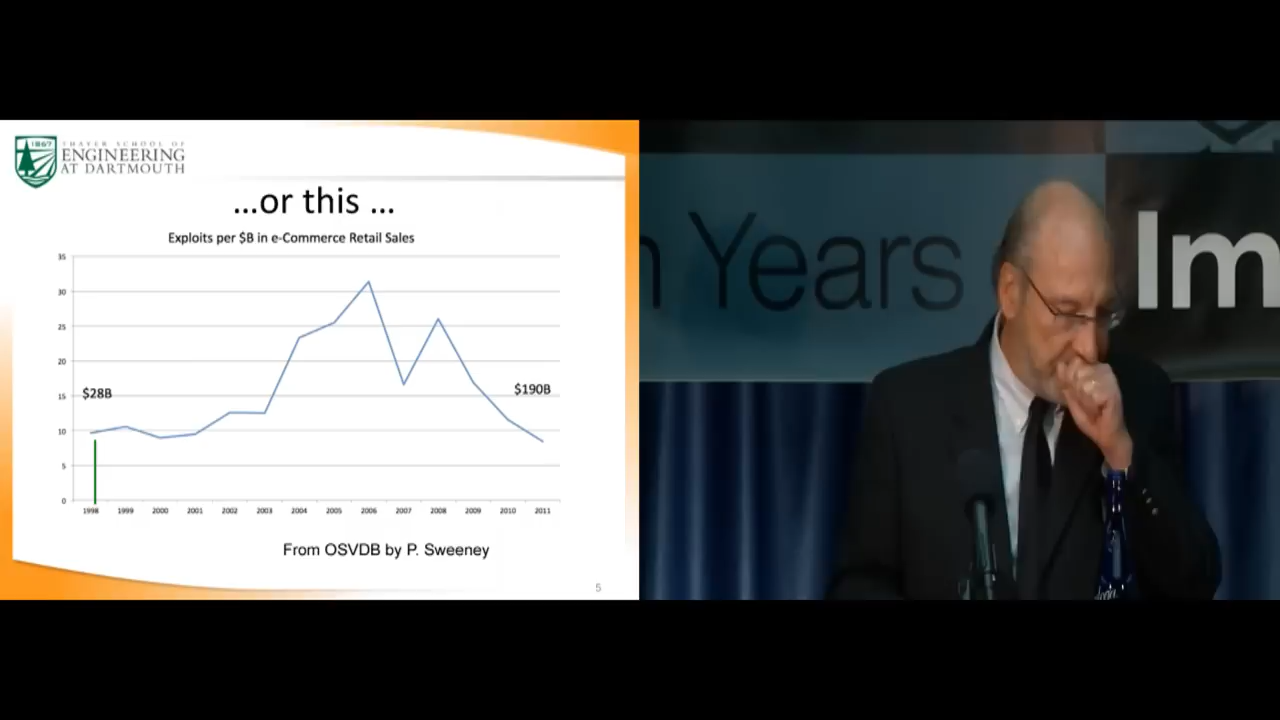 1867
THAYER SCHOOL OF
ENGINEERING
AT DARTMOUTH
...or this ...
Exploits per $B in e-Commerce Retail Sales
35
30
25
20
15
10
5
0
$28B
$190B
1998 1999 2000 2001 2002 2003 2004 2005 2006 2007 2008 2009 2010 2011
From OSVDB by P. Sweeney
5
n Years
Im